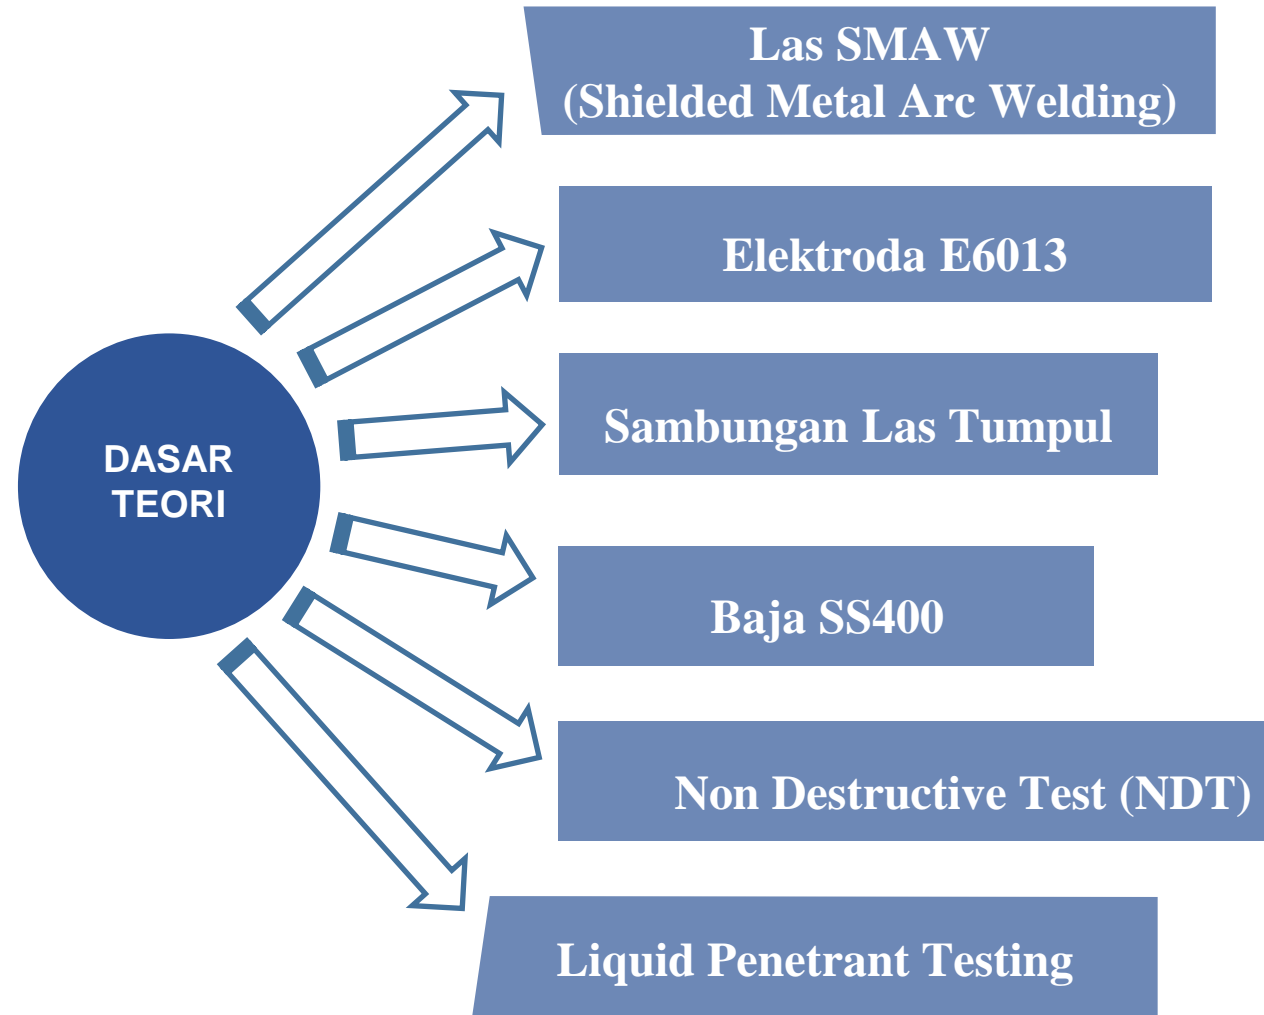 Las SMAW
(Shielded Metal Arc Welding)
Elektroda E6013
Sambungan Las Tumpul
DASAR
TEORI
Baja SS400
Non Destructive Test (NDT)
Liquid Penetrant Testing